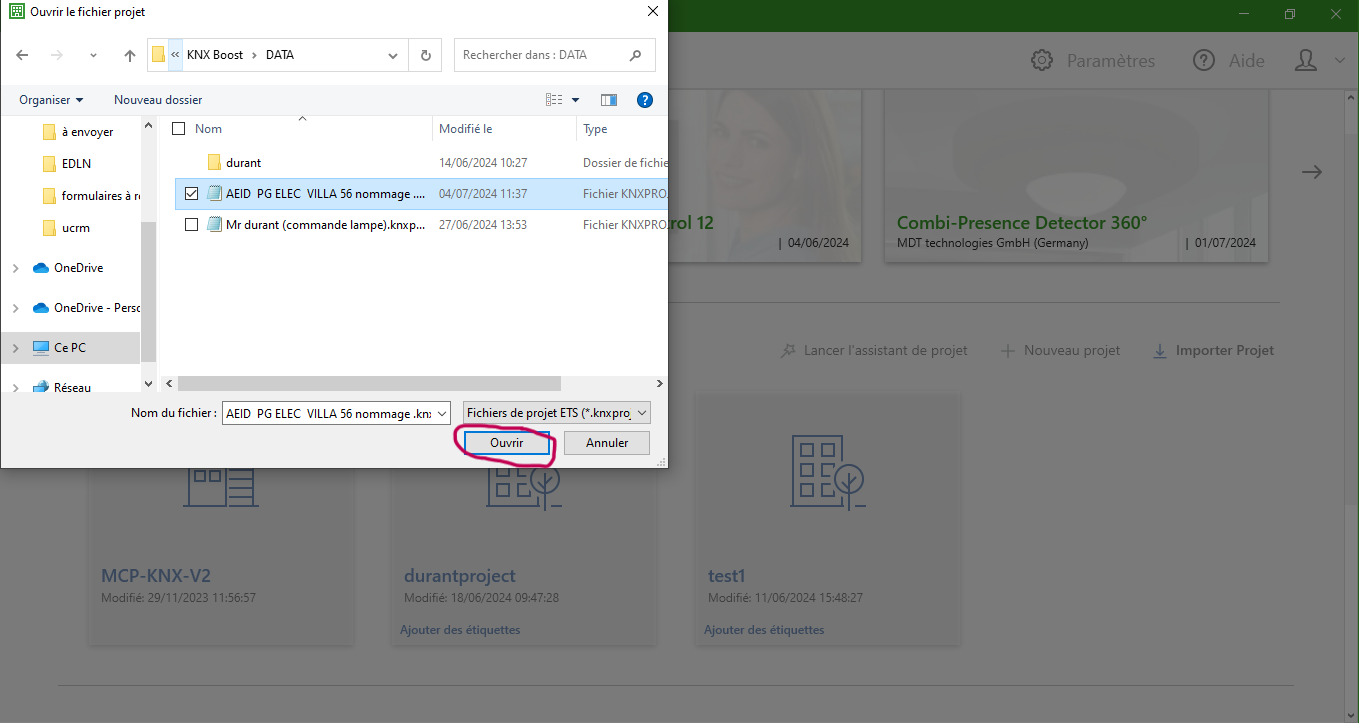 Ouvrir le fichier projet
KNX Boost > DATA
Rechercher dans : DATA
Paramètres
Aide
Organiser
Nouveau dossier
Nom
Modifié le
Type
à envoyer
EDLN
formulaires à re
ucrm
OneDrive
OneDrive - Perso
Ce PC
Réseau
durant
14/06/2024 10:27
Dossier de fichie
AEID PG ELEC VILLA 56 nommage ....
04/07/2024 11:37
Fichier KNXPRO
Mr durant (commande lampe).knxp...
27/06/2024 13:53
Fichier KNXPRO
rol 12
| 04/06/2024
Combi-Presence Detector 360°
MDT technologies GmbH (Germany)
| 01/07/2024
Lancer l'assistant de projet
Nouveau projet
Importer Projet
Nom du fichier :
AEID PG ELEC VILLA 56 nommage .knx
Fichiers de projet ETS (*.knxproj
Ouvrir
Annuler
MCP-KNX-V2
Modifié: 29/11/2023 11:56:57
durantproject
Modifié: 18/06/2024 09:47:28
Ajouter des étiquettes
test1
Modifié: 11/06/2024 15:48:27
Ajouter des étiquettes